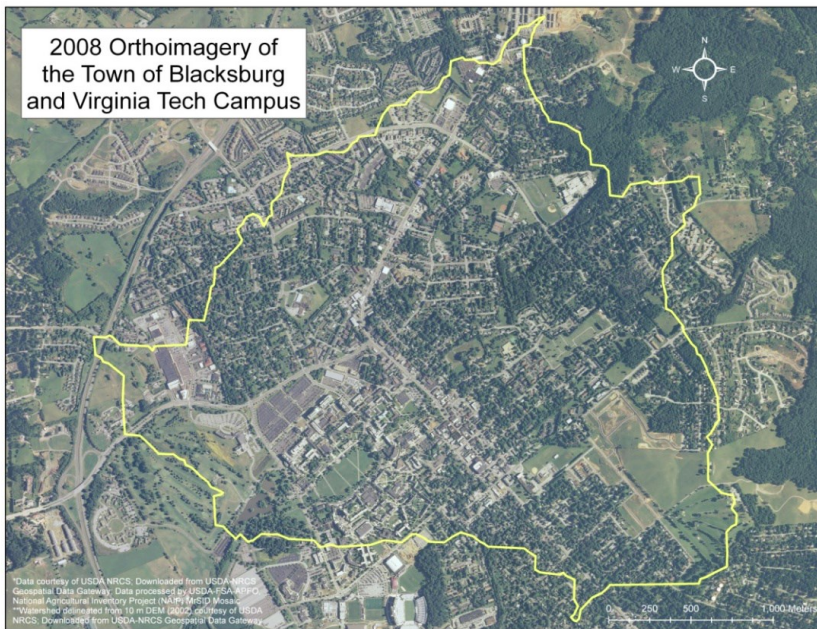 2008 Orthoimagery of
the Town of Blacksburg
and Virginia Tech Campus
N
W E
S
*Data courtesy of USDA NRCS: Downloaded from USDA-NRCS
Geospatial Data Gateway. Data processed by USDA-FSA-APFO
National Agricultural Inventory Project (NAIP) MrSID Mosaic
**Watershed delineated from 10 m DEM (2002) courtesy of USDA
NRCS: Downloaded from USDA-NRCS Geospatial Data Gateway
0 250 500 1,000 Meters